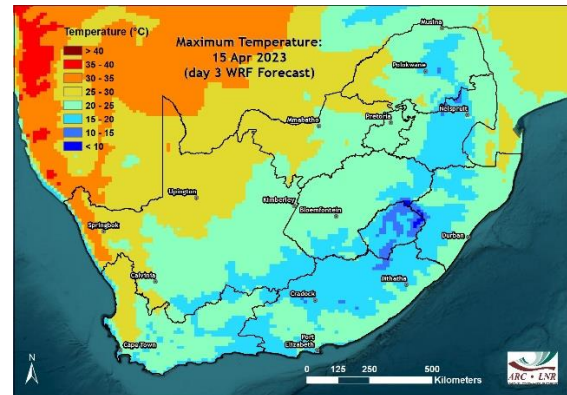 Temperature (°C)
> 40
35 - 40
30 - 35
25 - 30
20 - 25
15 - 20
10 - 15
< 10
Maximum Temperature:
15 Apr 2023
(day 3 WRF Forecast)
Musina
Polokwane
Nelspruit
Pretoria
Mmabatho
Upington
Kimberley
Bloemfontein
Springbok
Durban
Calvinia
Umthatha
Cradock
Port
Elizabeth
Cape Town
N
0 125 250 500
Kilometers
ARC • LNR